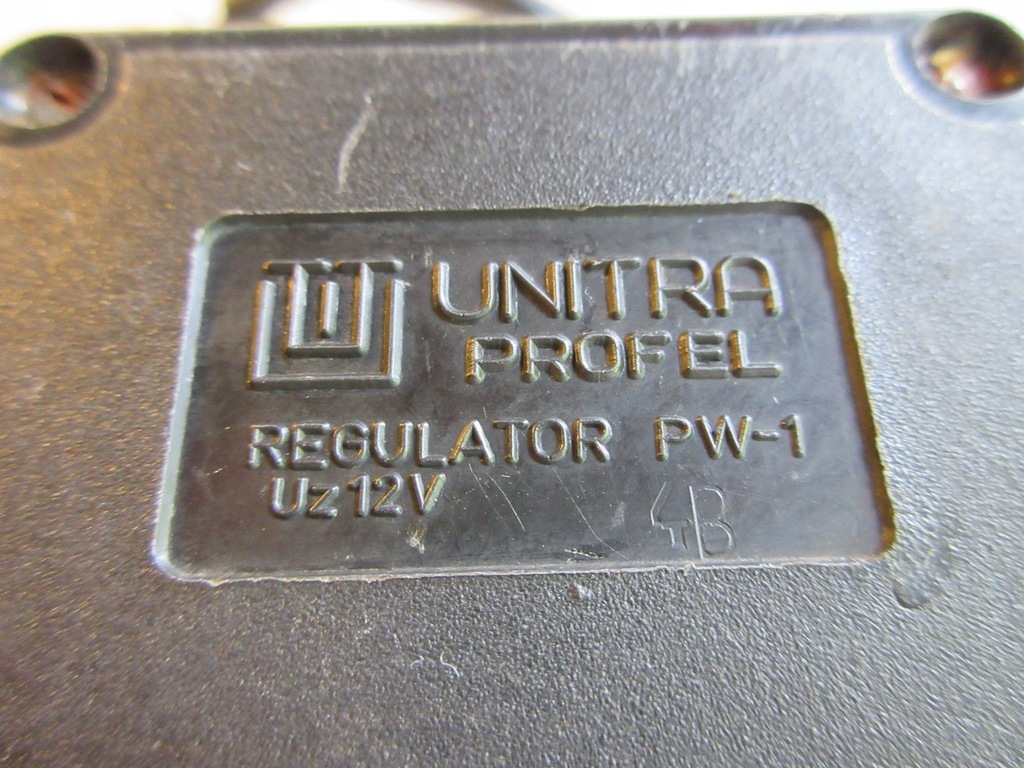 UNITRA
PROFEL
REGULATOR PW-1
Uz 12V
4B